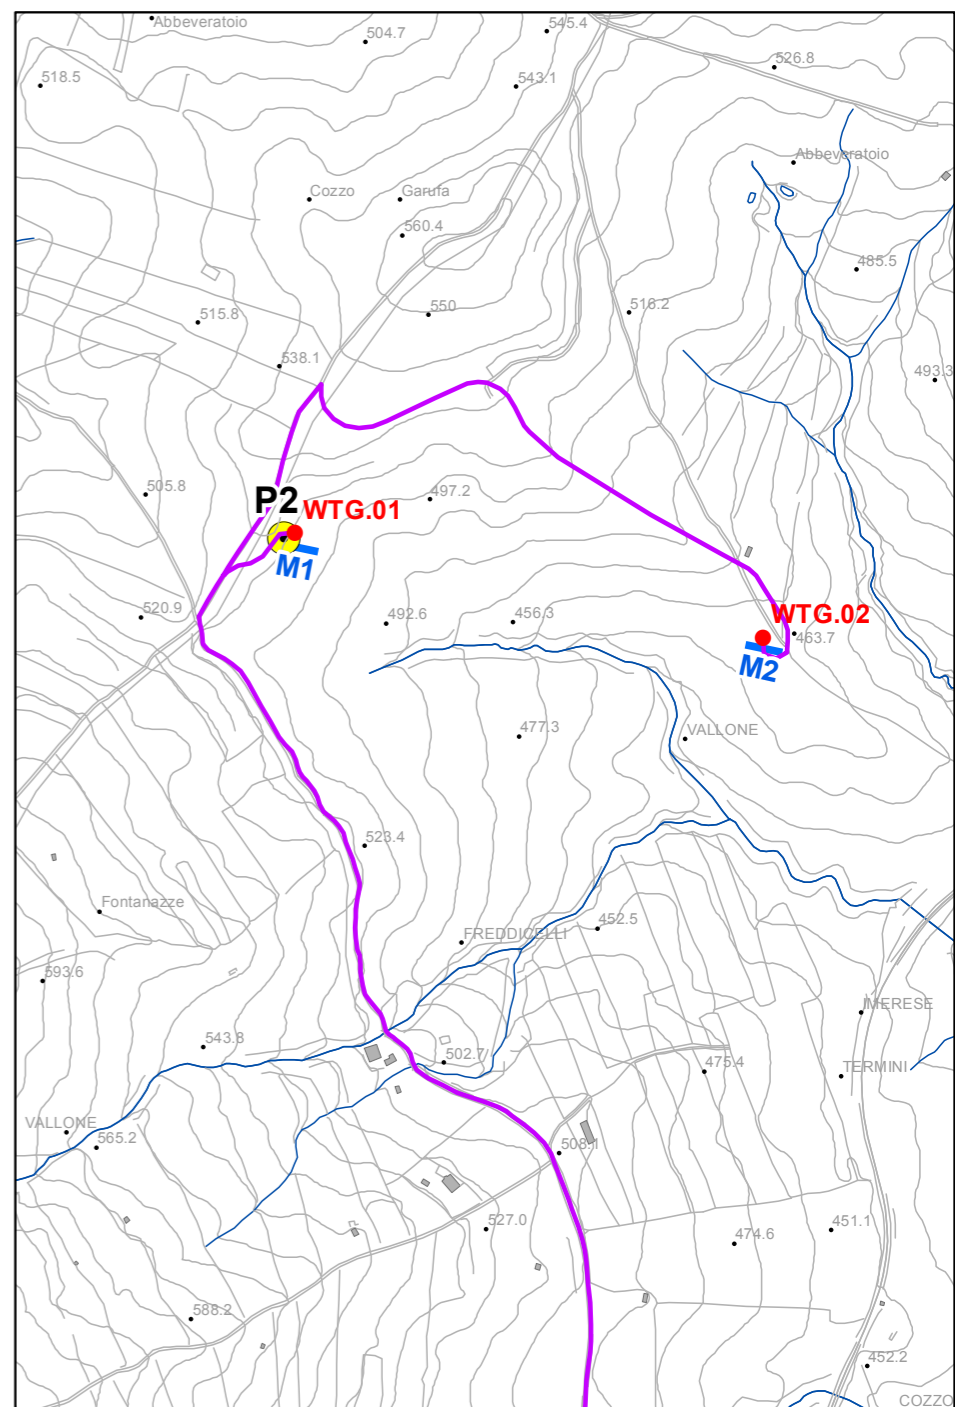 Abbeveratoio
545.4
504.7
526.8
518.5
543.1
Abbeveratoio
Cozzo Garufa
560.4
485.5
516.2
550
515.8
538.1
493.3
505.8
P2
497.2
WTG.01
M1
520.9
492.6
456.3
WTG.02
463.7
M2
477.3
VALLONE
523.4
Fontanazze
452.5
FREDDICELLI
593.6
IMERESE
543.8
502.7
475.4
TERMINI
VALLONE
565.2
508.1
527.0
474.6
451.1
588.2
452.2
COZZO